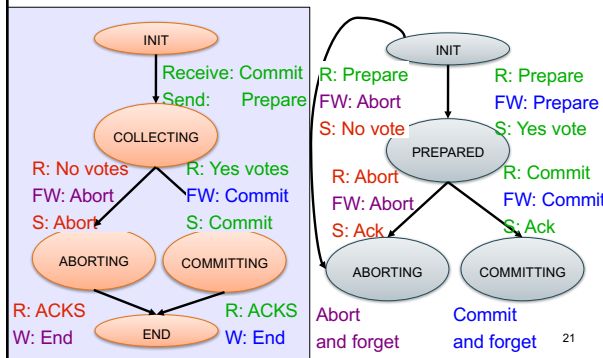 INIT
Receive: Commit
Send: Prepare
COLLECTING
R: No votes
FW: Abort
S: Abort
R: Yes votes
FW: Commit
S: Commit
ABORTING
COMMITTING
R: ACKS
W: End
R: ACKS
W: End
END
INIT
R: Prepare
FW: Abort
S: No vote
R: Prepare
FW: Prepare
S: Yes vote
PREPARED
R: Abort
FW: Abort
S: Ack
R: Commit
FW: Commit
S: Ack
ABORTING
COMMITTING
Abort
and forget
Commit
and forget
21